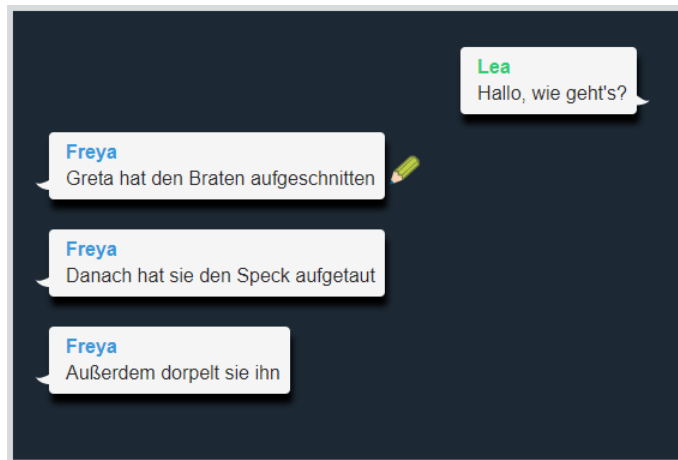 Lea
Hallo, wie geht's?
Freya
Greta hat den Braten aufgeschnitten
Freya
Danach hat sie den Speck aufgetaut
Freya
Außerdem dorpelt sie ihn